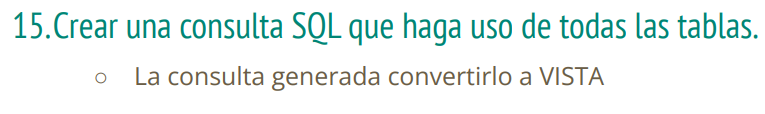 15.Crear una consulta SQL que haga uso de todas las tablas.
○ La consulta generada convertirlo a VISTA